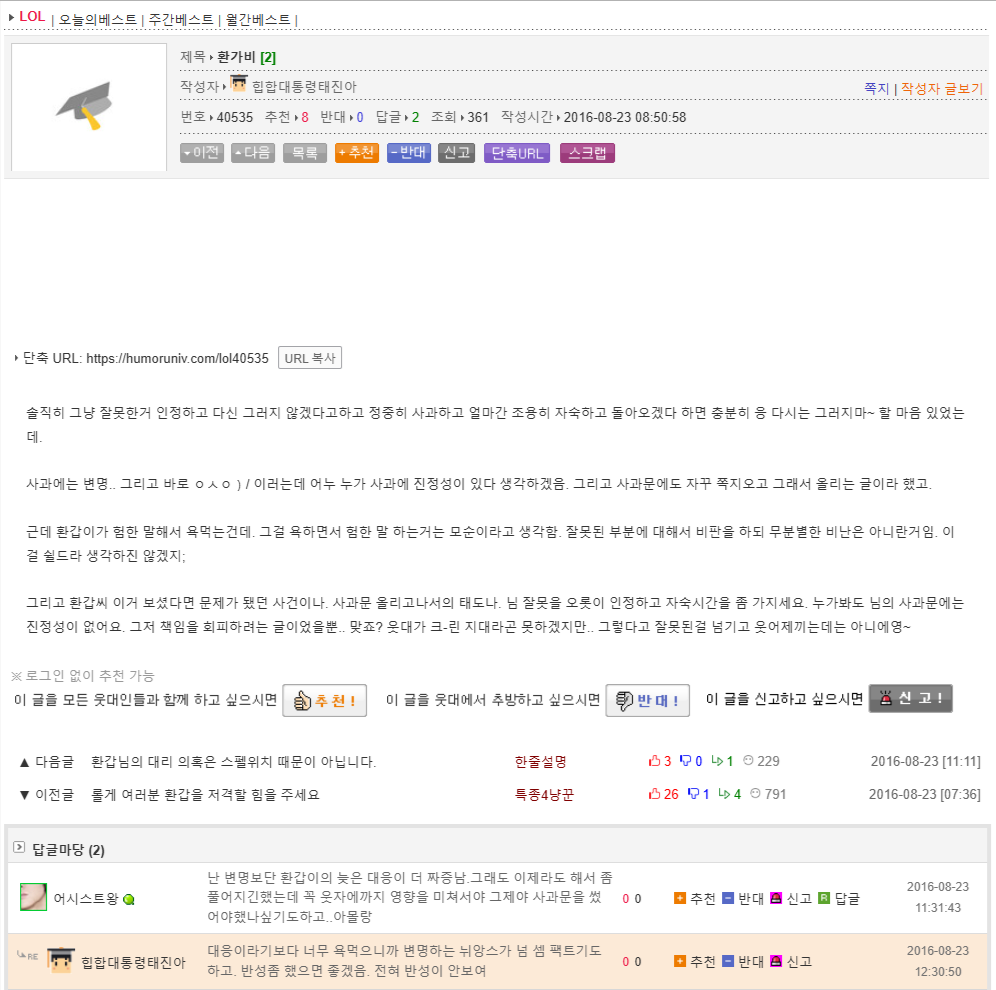 LOL | 오늘의베스트 | 주간베스트 | 월간베스트 |
제목 환가비 [2]
작성자 힙합대통령태진아 쪽지 | 작성자 글보기
번호 40535 추천 8 반대 0 답글 2 조회 361 작성시간 2016-08-23 08:50:58
이전 다음 목록 +추천 -반대 신고 단축URL 스크랩
단축 URL: https://humoruniv.com/lol40535 URL 복사
솔직히 그냥 잘못한거 인정하고 다신 그러지 않겠다고하고 정중히 사과하고 얼마간 조용히 자숙하고 돌아오겠다 하면 충분히 응 다시는 그러지마~ 할 마음 있었는
데.
사과에는 변명.. 그리고 바로 ㅇㅅㅇ ) / 이러는데 어누 누가 사과에 진정성이 있다 생각하겠음. 그리고 사과문에도 자꾸 쪽지오고 그래서 올리는 글이라 했고.
근데 환갑이가 험한 말해서 욕먹는건데. 그걸 욕하면서 험한 말 하는거는 모순이라고 생각함. 잘못된 부분에 대해서 비판을 하되 무분별한 비난은 아니란거임. 이
걸 쉴드라 생각하진 않겠지;
그리고 환갑씨 이거 보셨다면 문제가 됐던 사건이나. 사과문 올리고나서의 태도나. 님 잘못을 오롯이 인정하고 자숙시간을 좀 가지세요. 누가봐도 님의 사과문에는
진정성이 없어요. 그저 책임을 회피하려는 글이었을뿐.. 맞죠? 웃대가 크-린 지대라곤 못하겠지만.. 그렇다고 잘못된걸 넘기고 웃어제끼는데는 아니에영~
※ 로그인 없이 추천 가능
이 글을 모든 웃대인들과 함께 하고 싶으시면 추천! 이 글을 웃대에서 추방하고 싶으시면 반대! 이 글을 신고하고 싶으시면 신고!
▲ 다음글 환갑님의 대리 의혹은 스펠위치 때문이 아닙니다. 한줄설명 3 0 1 229 2016-08-23 [11:11]
▼ 이전글 롤게 여러분 환갑을 저격할 힘을 주세요 특종4냥꾼 26 1 4 791 2016-08-23 [07:36]
답글마당 (2)
난 변명보단 환갑이의 늦은 대응이 더 짜증남.그래도 이제라도 해서 좀
어시스트왕 풀어지긴했는데 꼭 웃자에까지 영향을 미쳐서야 그제야 사과문을 썼 0 0 추천 반대 신고 답글 2016-08-23
어야했나싶기도하고..아몰랑 11:31:43
RE 힙합대통령태진아 대응이라기보다 너무 욕먹으니까 변명하는 뉘앙스가 넘 셈 팩트기도 0 0 추천 반대 신고 2016-08-23
하고. 반성좀 했으면 좋겠음. 전혀 반성이 안보여 12:30:50